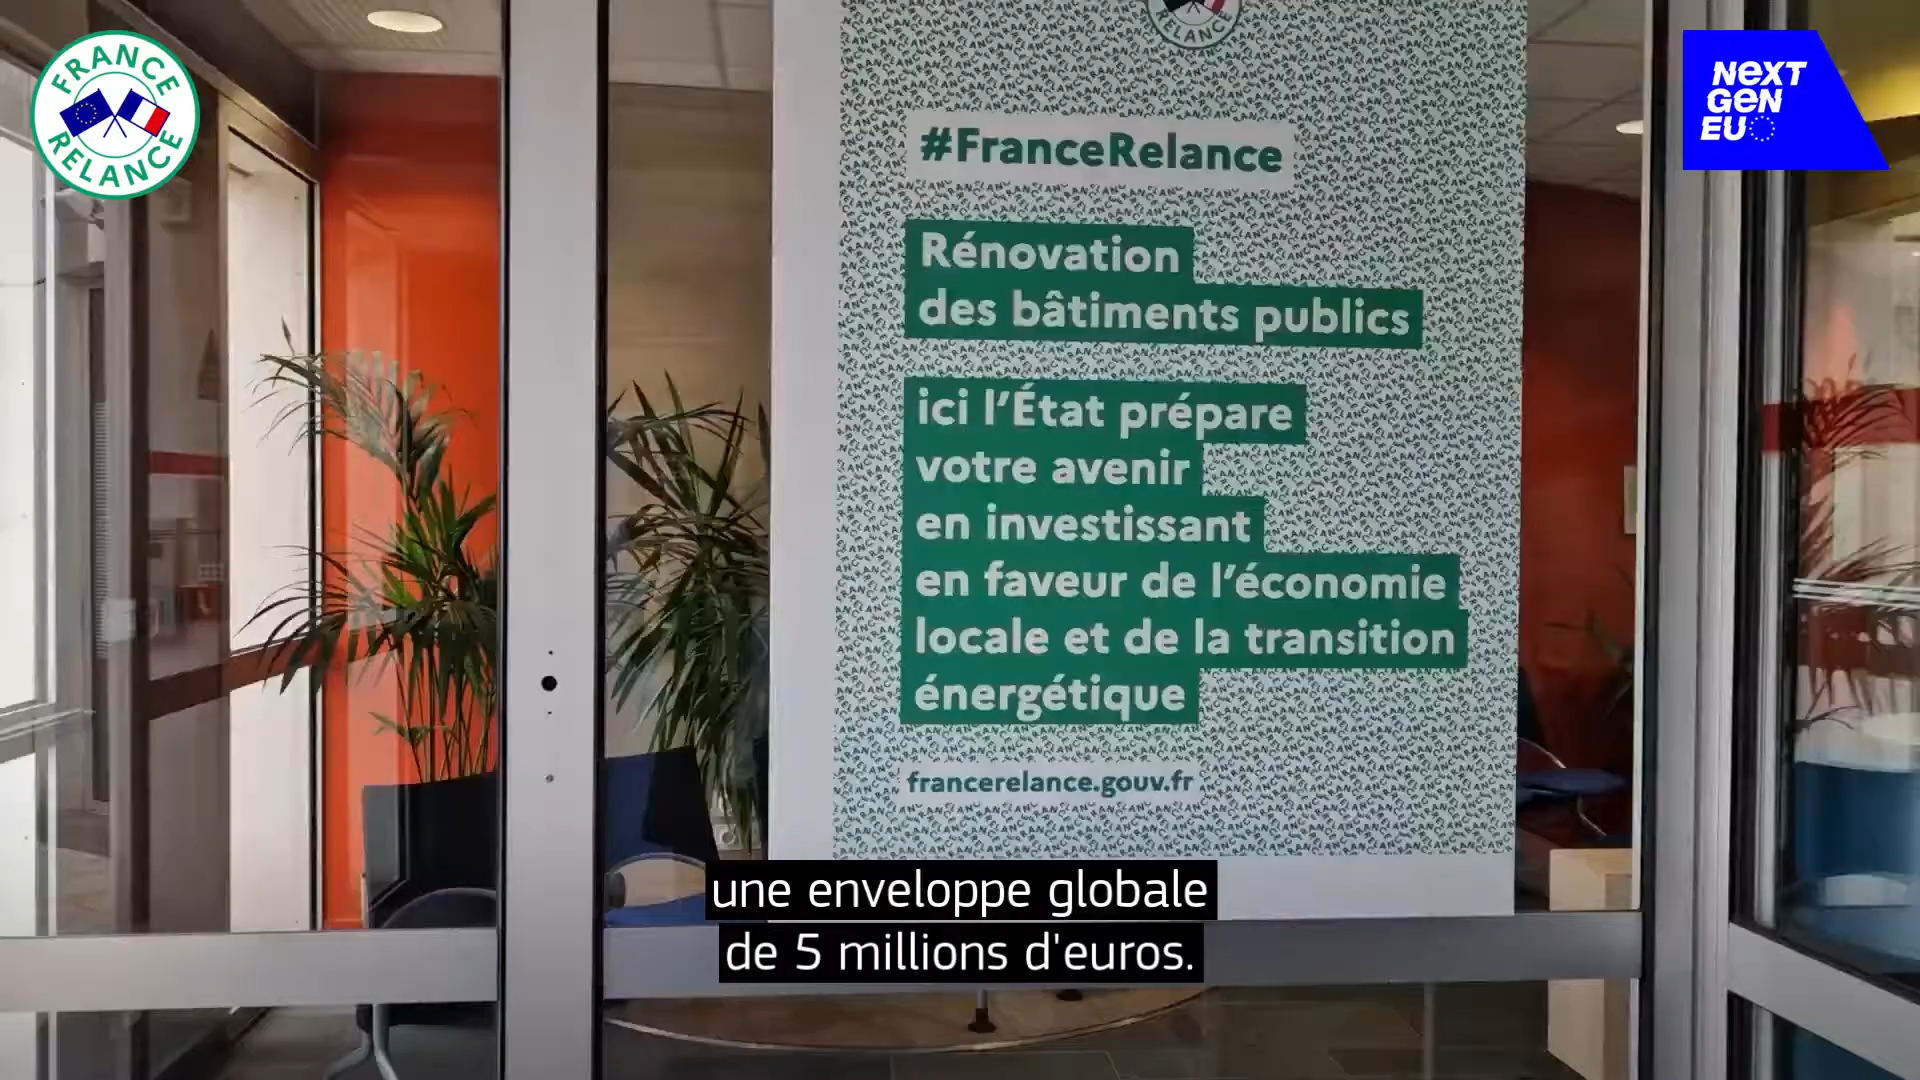 FRANCE
RELANCE
NEXT
GEN
EU
RELANCE
#FranceRelance
Rénovation
des bâtiments publics
ici l'État prépare
votre avenir
en investissant
en faveur de l'économie
locale et de la transition
énergétique
francerelance.gouv.fr
une enveloppe globale
de 5 millions d'euros.